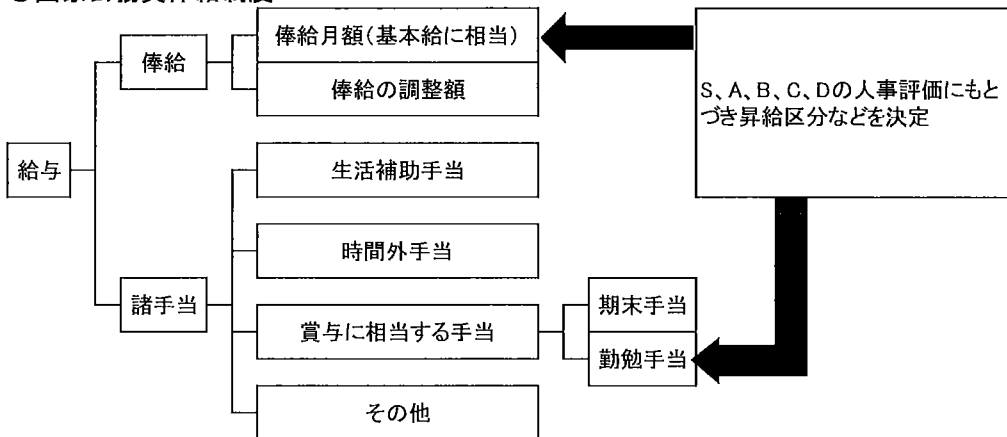 俸給月額(基本給に相当)
俸給
S、A、B、C、Dの人事評価にもと
づき昇給区分などを決定
俸給の調整額
給与
生活補助手当
時間外手当
諸手当
賞与に相当する手当
期末手当
勤勉手当
その他